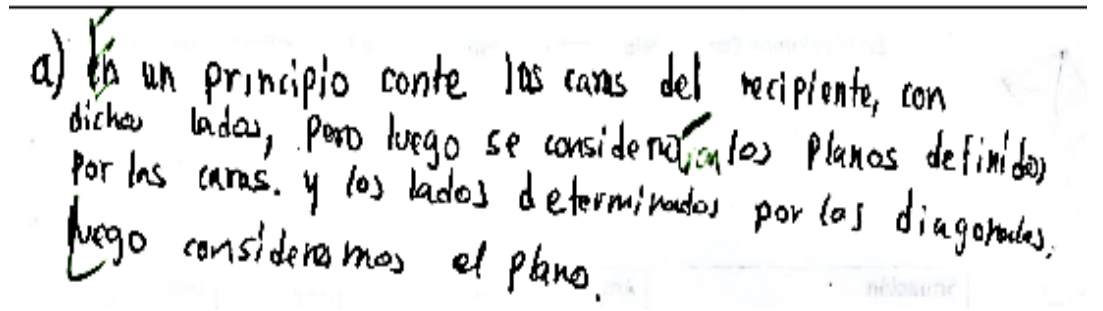 a) En un principio conte las caras del recipiente, con
dichos lados, Pero luego se consideraron los Planos definidos
Por las caras. y los lados determinados por las diagonales.
luego consideramos el plano.